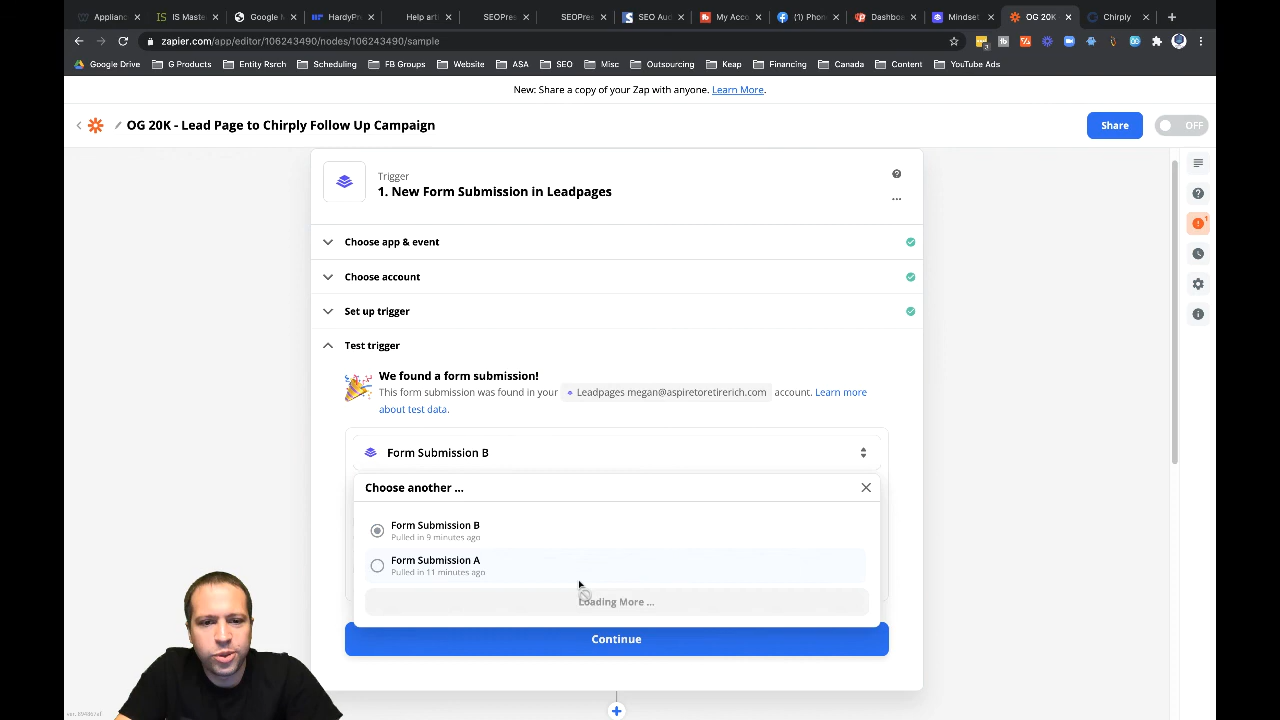 Applianc
IS Maste
Google M
HardyPr
Help arti
SEOPres
SEOPres
SEO Aud
My Acco
(1) Phon
Dashboa
Mindset
OG 20K
Chirply
zapier.com/app/editor/106243490/nodes/106243490/sample
Google Drive
G Products
Entity Rsrch
Scheduling
FB Groups
Website
ASA
SEO
Misc
Outsourcing
Keap
Financing
Canada
Content
YouTube Ads
New: Share a copy of your Zap with anyone. Learn More.
OG 20K - Lead Page to Chirply Follow Up Campaign
Share
OFF
Trigger
1. New Form Submission in Leadpages
Choose app & event
Choose account
Set up trigger
Test trigger
We found a form submission!
This form submission was found in your Leadpages megan@aspiretoretirerich.com account. Learn more
about test data.
Form Submission B
Choose another ...
Form Submission B
Pulled in 9 minutes ago
Form Submission A
Pulled in 11 minutes ago
Loading More ...
Continue